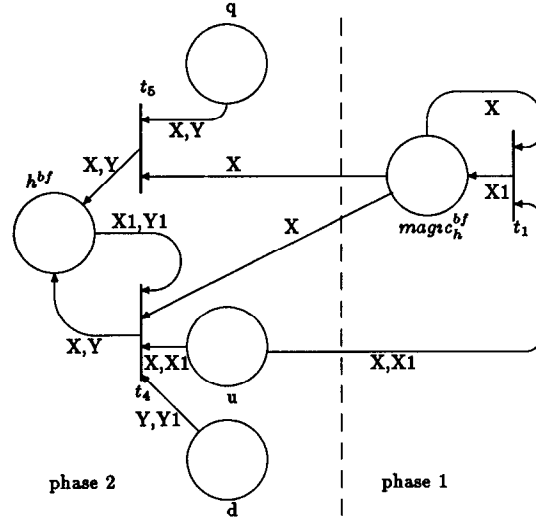 q
t₅
X,Y
X
X,Y
X
X1
h^{bf}
X1,Y1
magic_h^{bf}
t₁
X
X,Y
X,X1
X,X1
t₄
u
Y,Y1
phase 2
d
phase 1